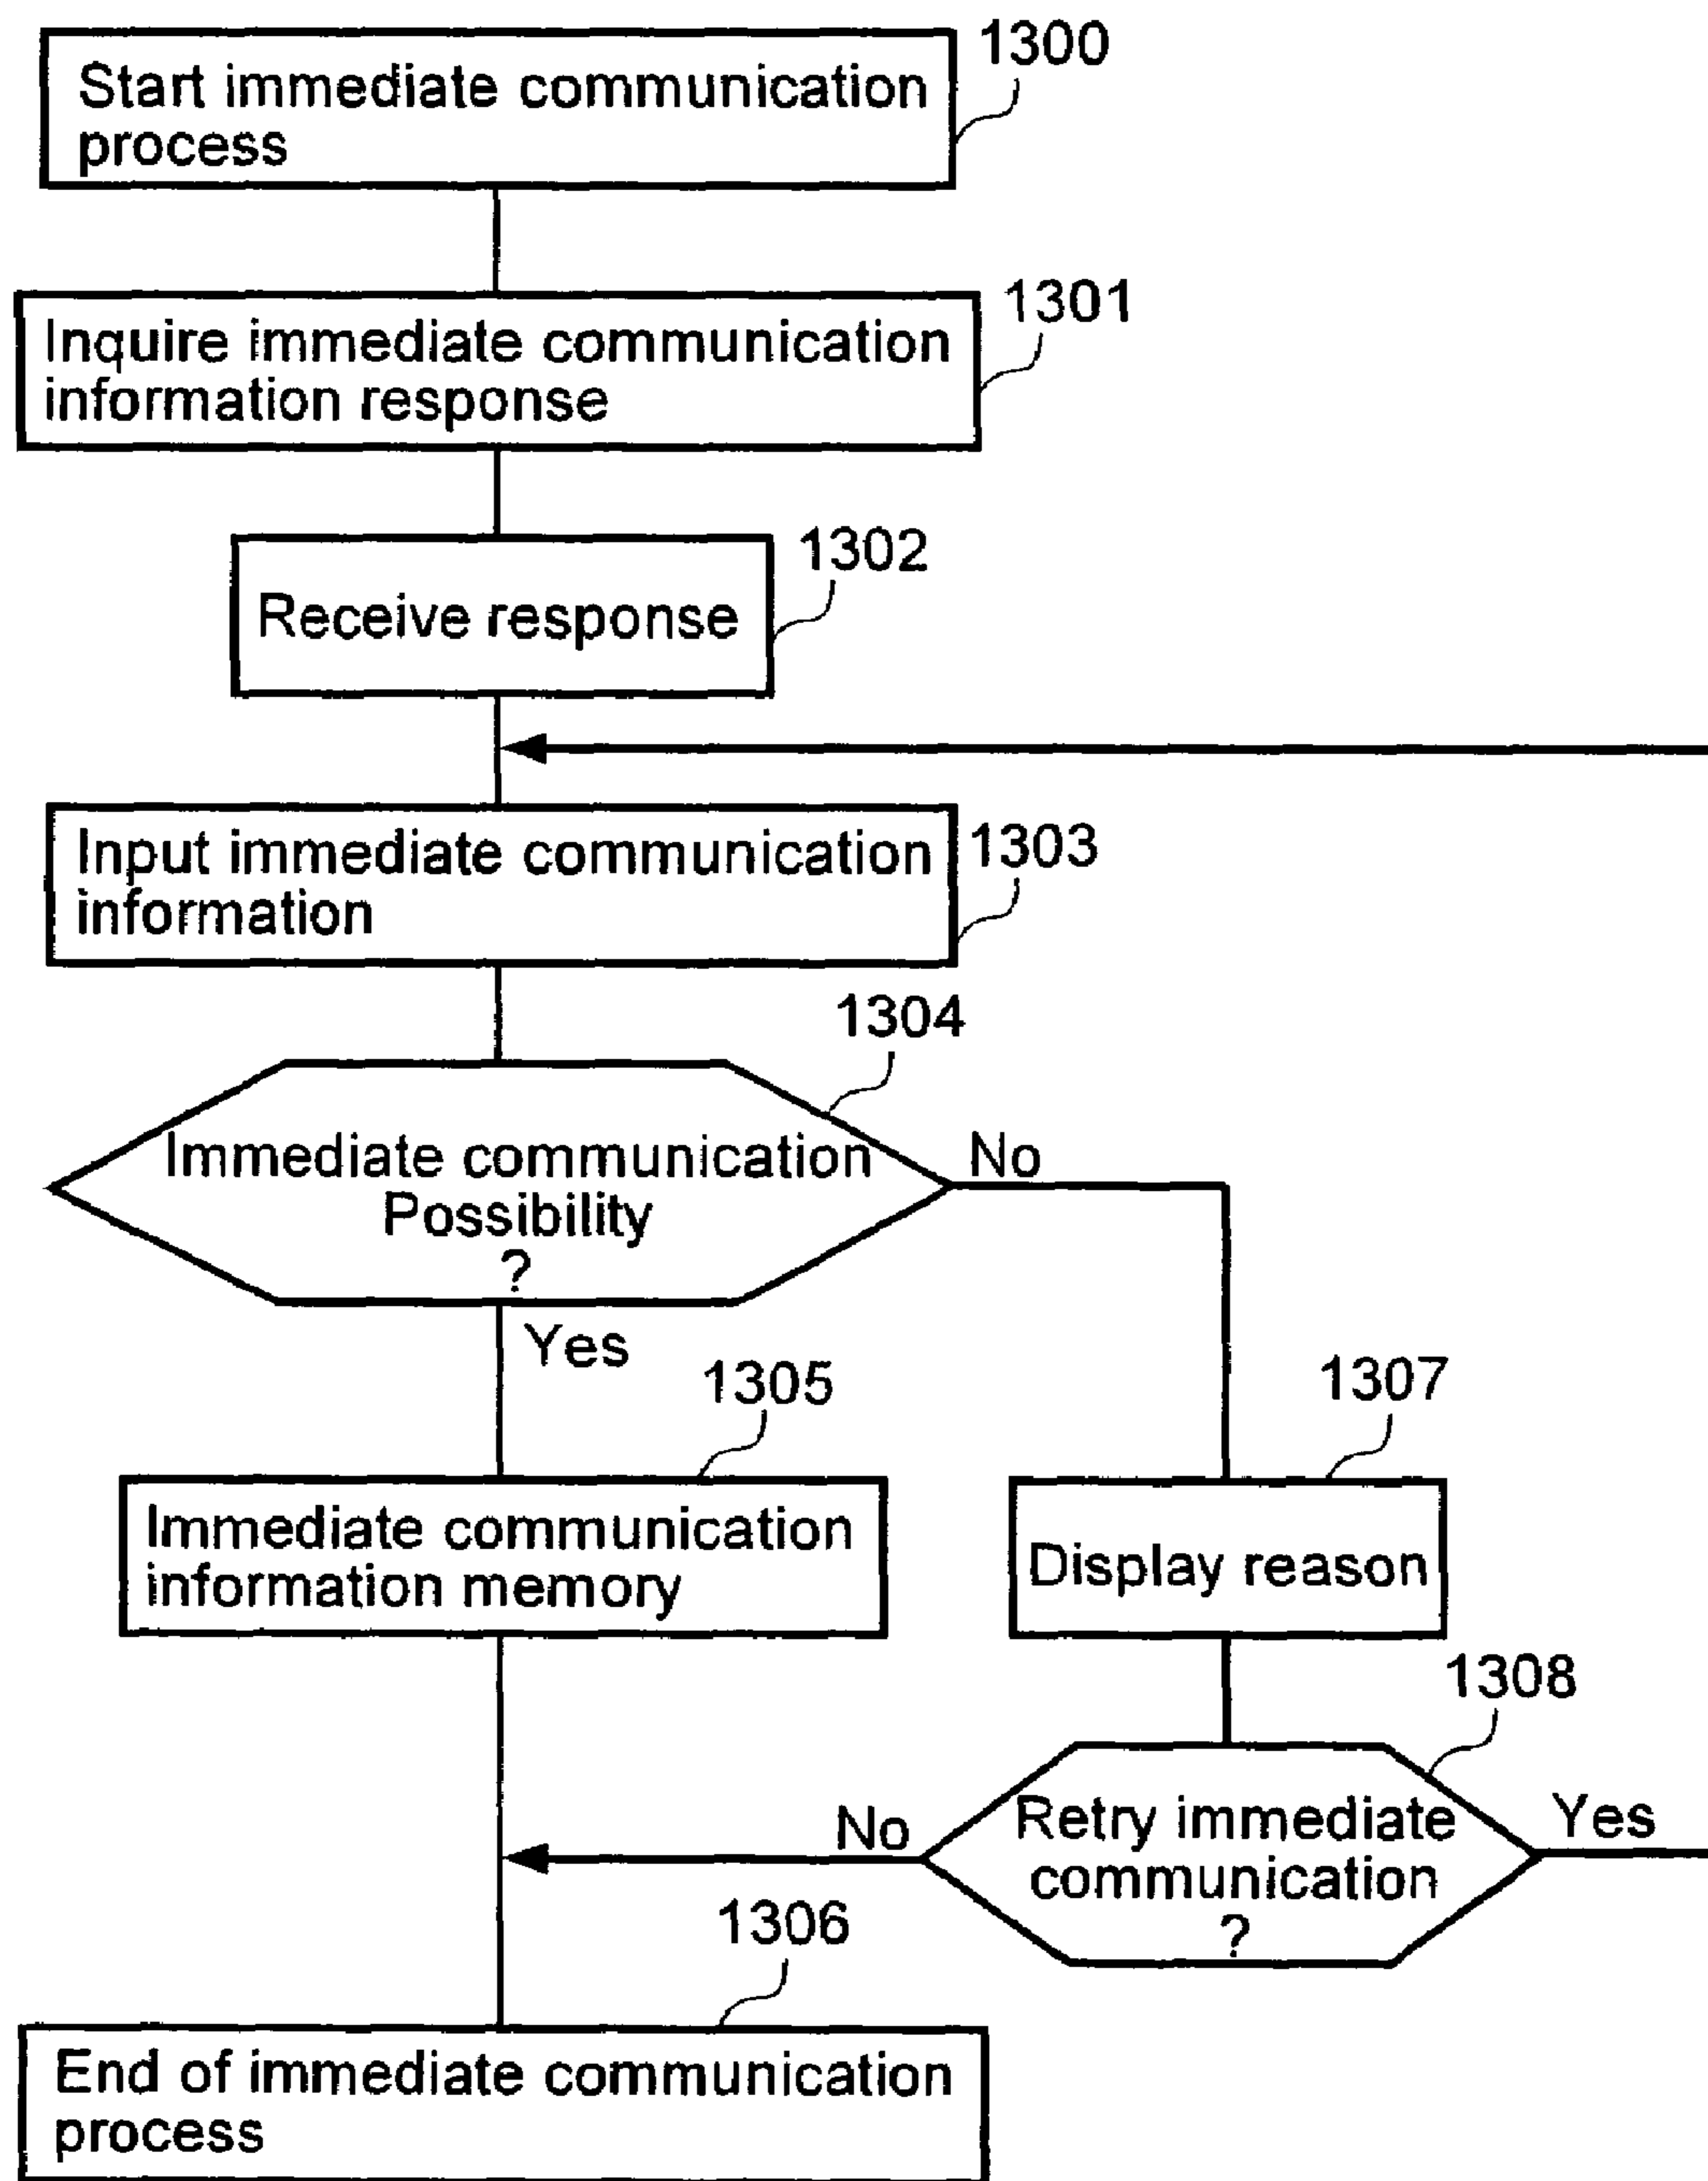 1300
Start immediate communication
process
1301
Inquire immediate communication
information response
1302
Receive response
1303
Input immediate communication
information
1304
Immediate communication
Possibility
?
No
Yes
1305
Immediate communication
information memory
1307
Display reason
1308
Retry immediate
communication
?
No
Yes
1306
End of immediate communication
process